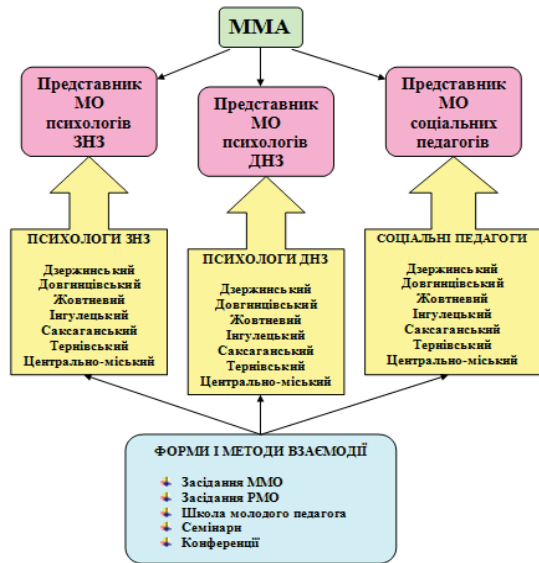 ММА
Представник
МО
психологів
ЗНЗ
Представник
МО
психологів
ДНЗ
Представник
МО
соціальних
педагогів
ПСИХОЛОГИ ЗНЗ
Дзержинський
Довгинцівський
Жовтневий
Інгулецький
Саксаганський
Тернівський
Центрально-міський
ПСИХОЛОГИ ДНЗ
Дзержинський
Довгинцівський
Жовтневий
Інгулецький
Саксаганський
Тернівський
Центрально-міський
СОЦІАЛЬНІ ПЕДАГОГИ
Дзержинський
Довгинцівський
Жовтневий
Інгулецький
Саксаганський
Тернівський
Центрально-міський
ФОРМИ І МЕТОДИ ВЗАЄМОДІЇ
Засідання ММО
Засідання РМО
Школа молодого педагога
Семінари
Конференції